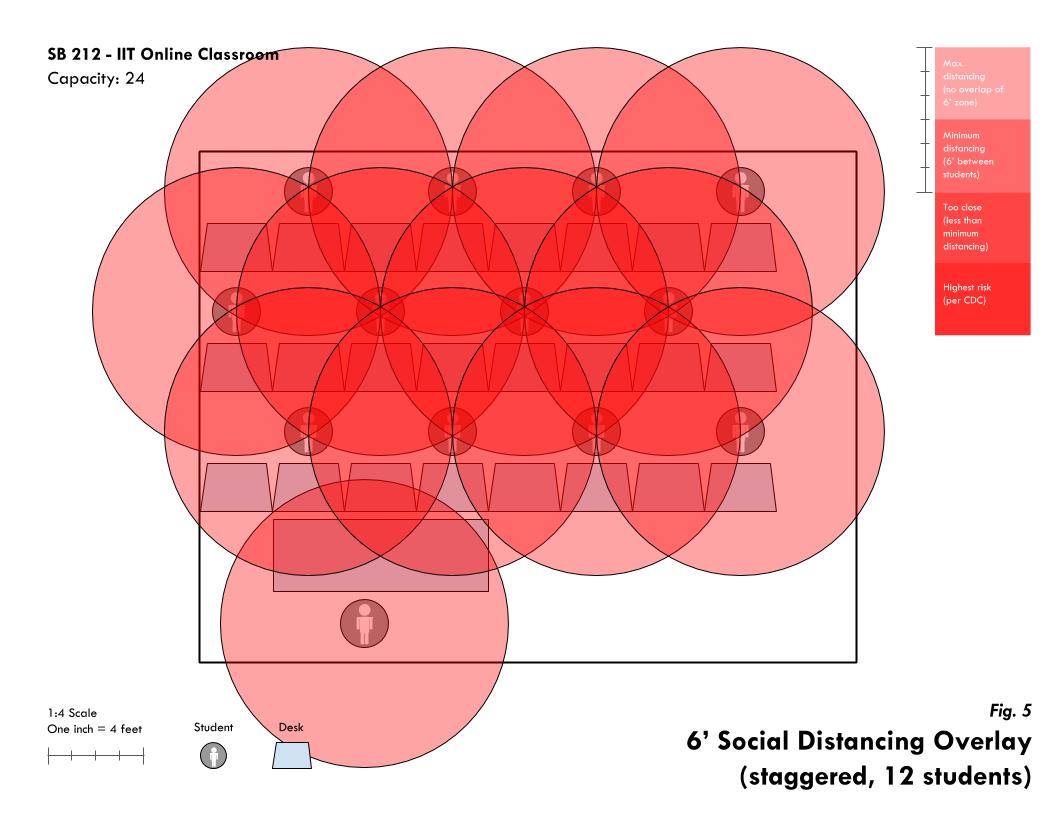 SB 212 - IIT Online Classroom
Capacity: 24
Max
distancing
(no overlap of
6' zone)
Minimum
distancing
(6' between
students)
Too close
(less than
minimum
distancing)
Highest risk
(per CDC)
1:4 Scale
One inch = 4 feet
Student
Desk
Fig. 5
6’ Social Distancing Overlay
(staggered, 12 students)